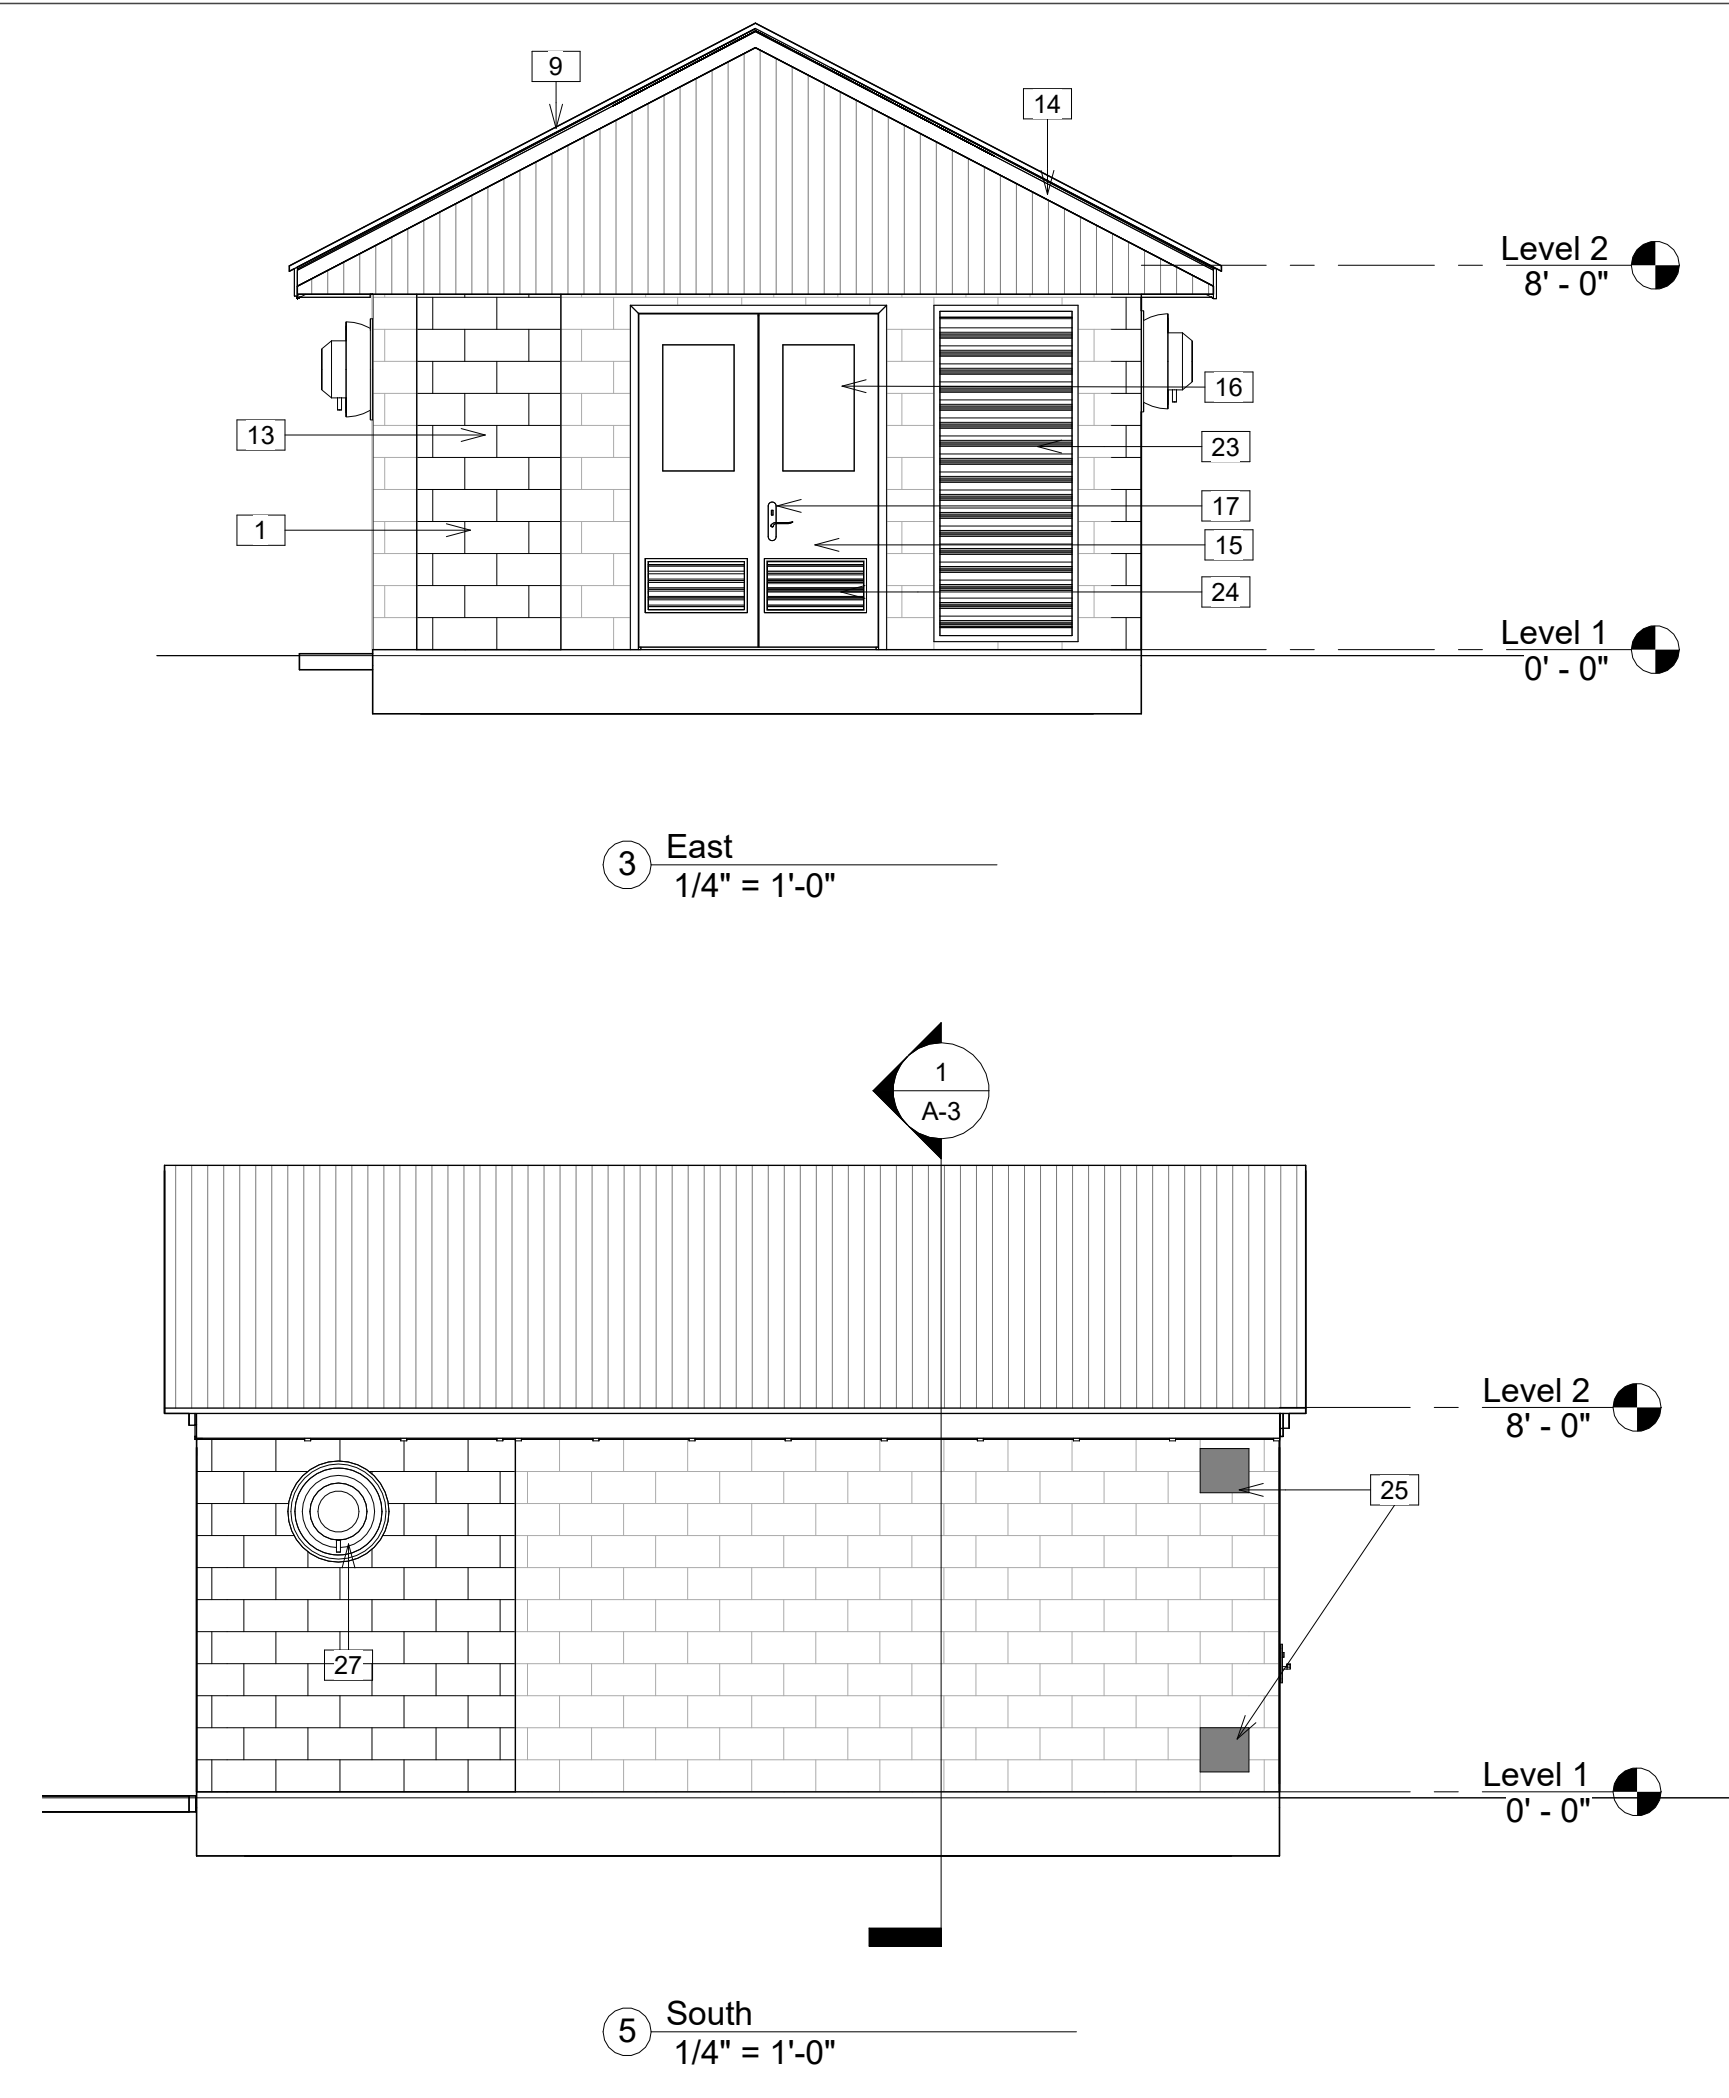 9
14
Level 2
8' - 0"
16
13
23
17
1
15
24
Level 1
0' - 0"
3 East
1/4" = 1'-0"
1
A-3
Level 2
8' - 0"
25
27
Level 1
0' - 0"
5 South
1/4" = 1'-0"